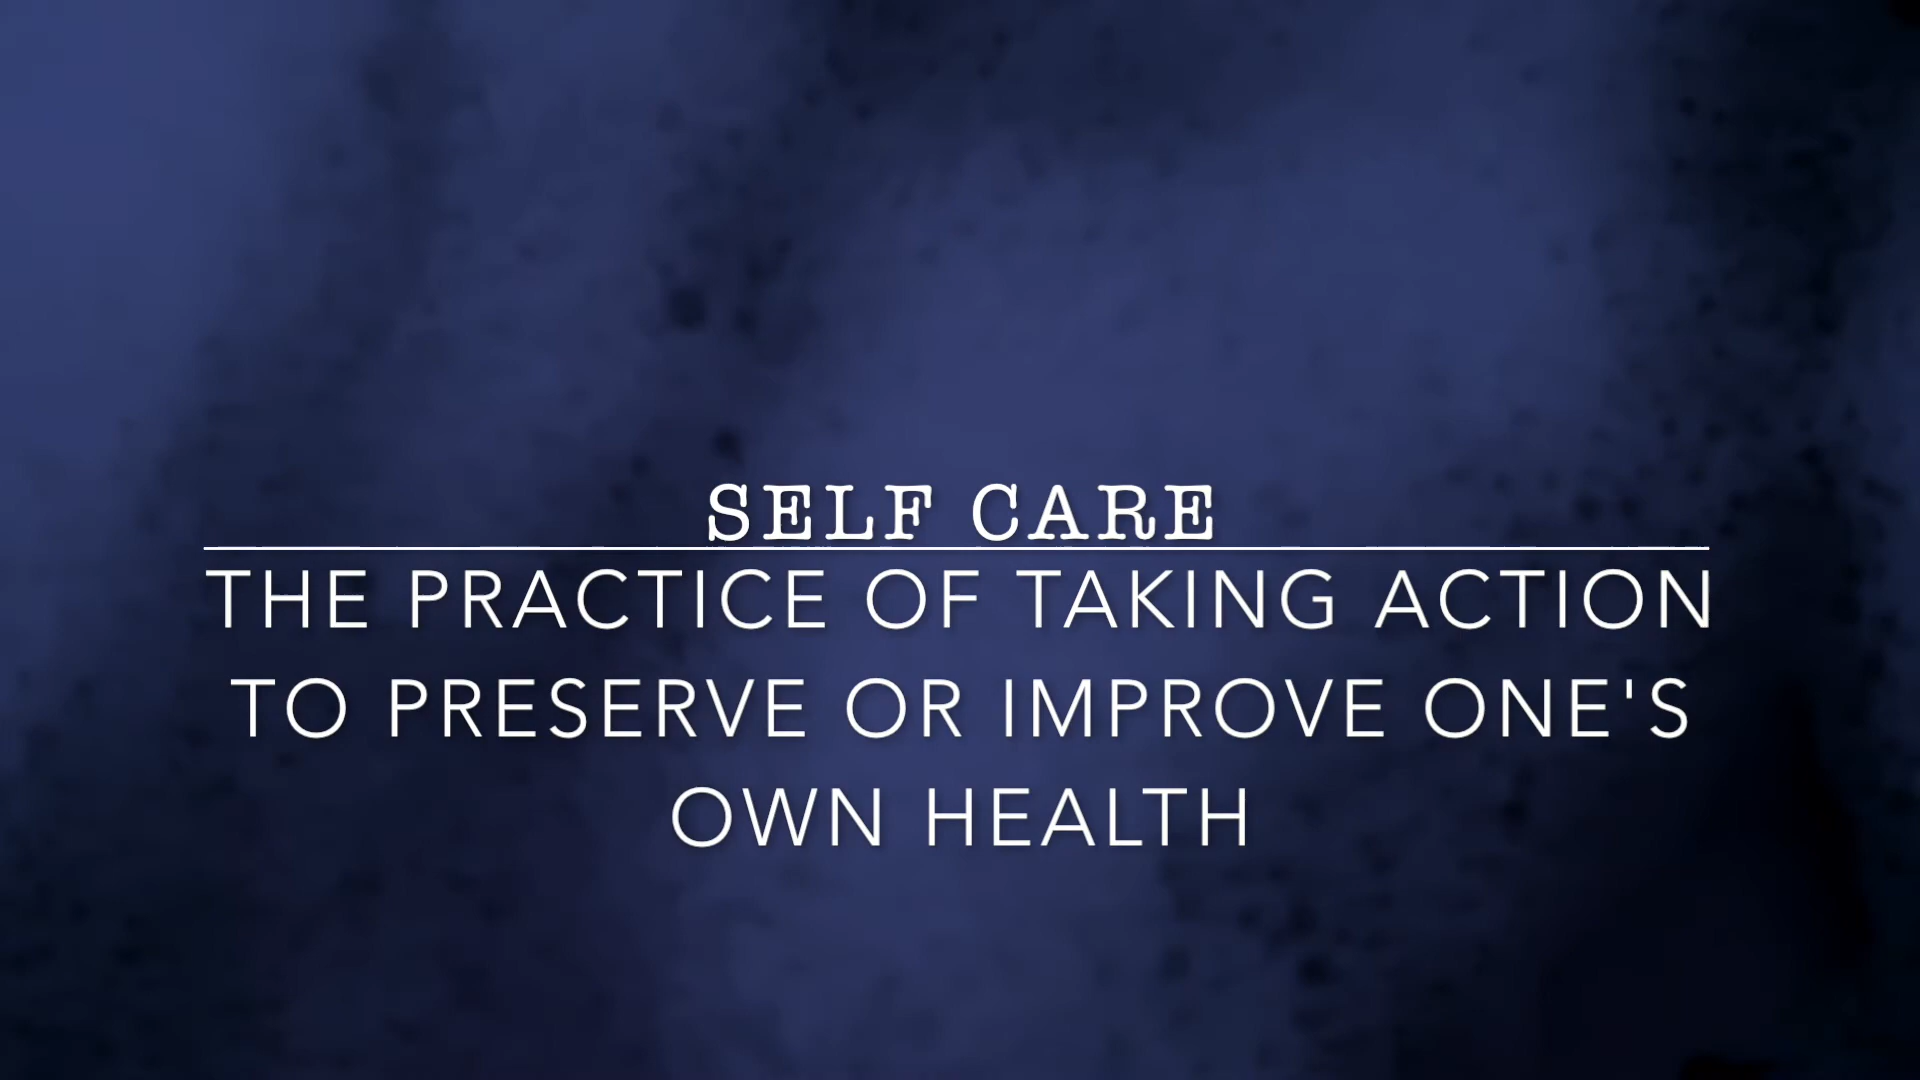 SELF CARE
THE PRACTICE OF TAKING ACTION
TO PRESERVE OR IMPROVE ONE'S
OWN HEALTH